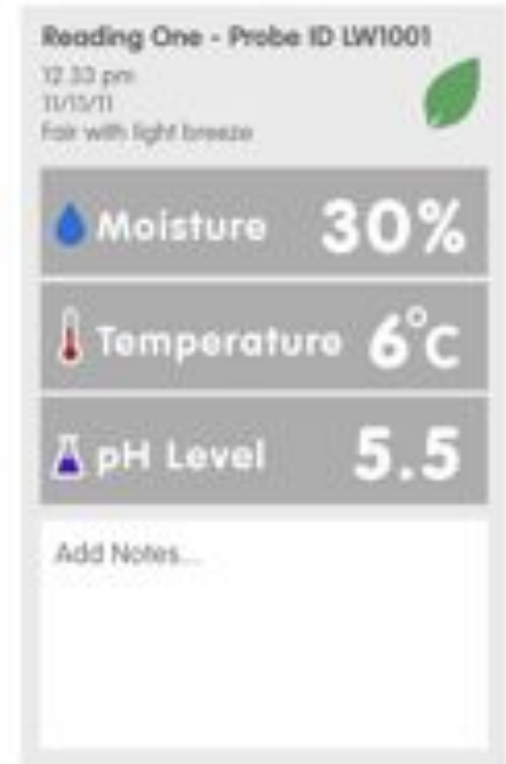 Reading One - Probe ID LW1001
12.33 pm
11/11/11
Fair with light breeze
Moisture 30%
Temperature 6°C
pH Level 5.5
Add Notes...